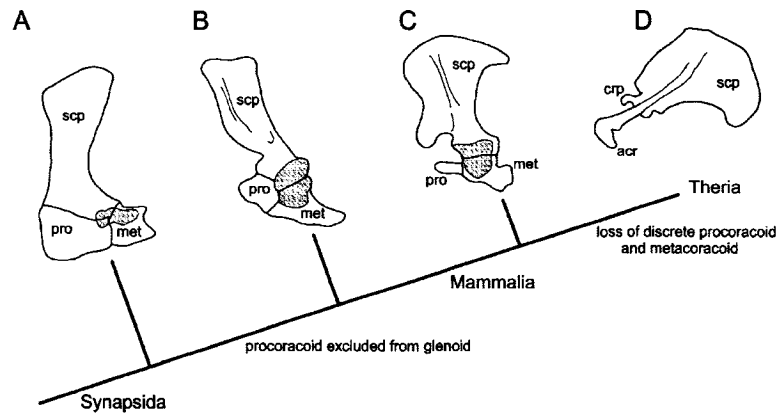 A
B
C
D
scp
pro
met
scp
pro
met
scp
pro
met
crp
scp
acr
Theria
loss of discrete procoracoid
and metacoracoid
Mammalia
procoracoid excluded from glenoid
Synapsida